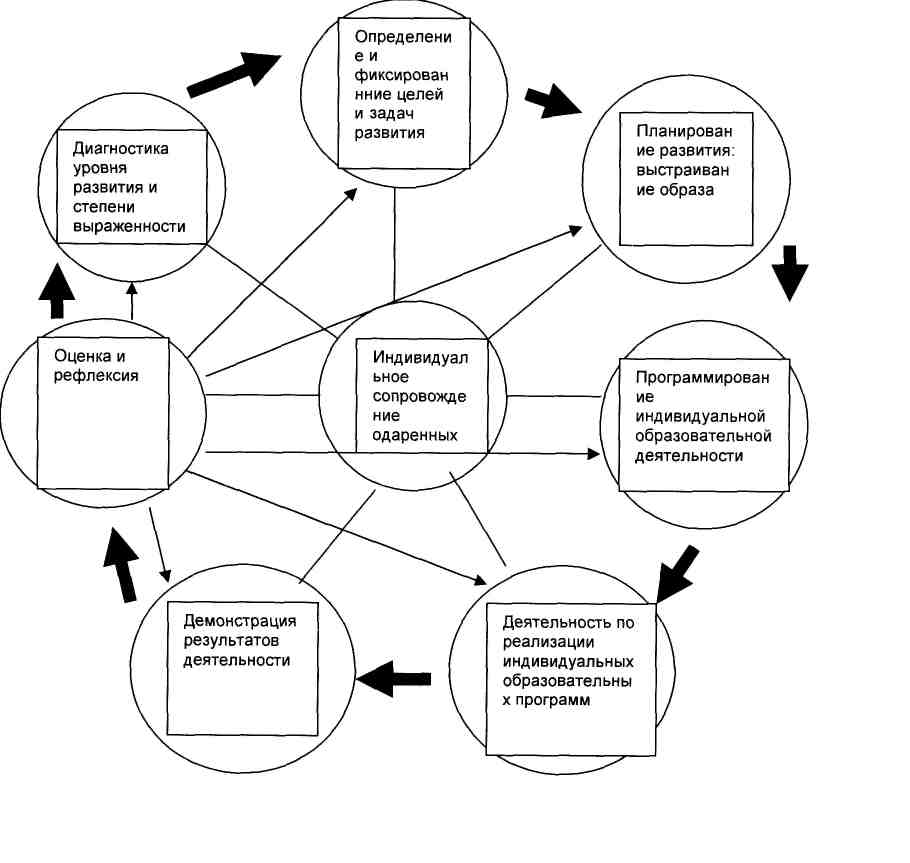 Определени
е и
фиксирован
нние целей
и задач
развития
Диагностика
уровня
развития и
степени
выраженности
Планирован
ие развития:
выстраиван
ие образа
Оценка и
рефлексия
Индивидуал
ьное
сопровожде
ние
одаренных
Программирован
ие
индивидуальной
образовательной
деятельности
Демонстрация
результатов
деятельности
Деятельность по
реализации
индивидуальных
образовательны
х программ